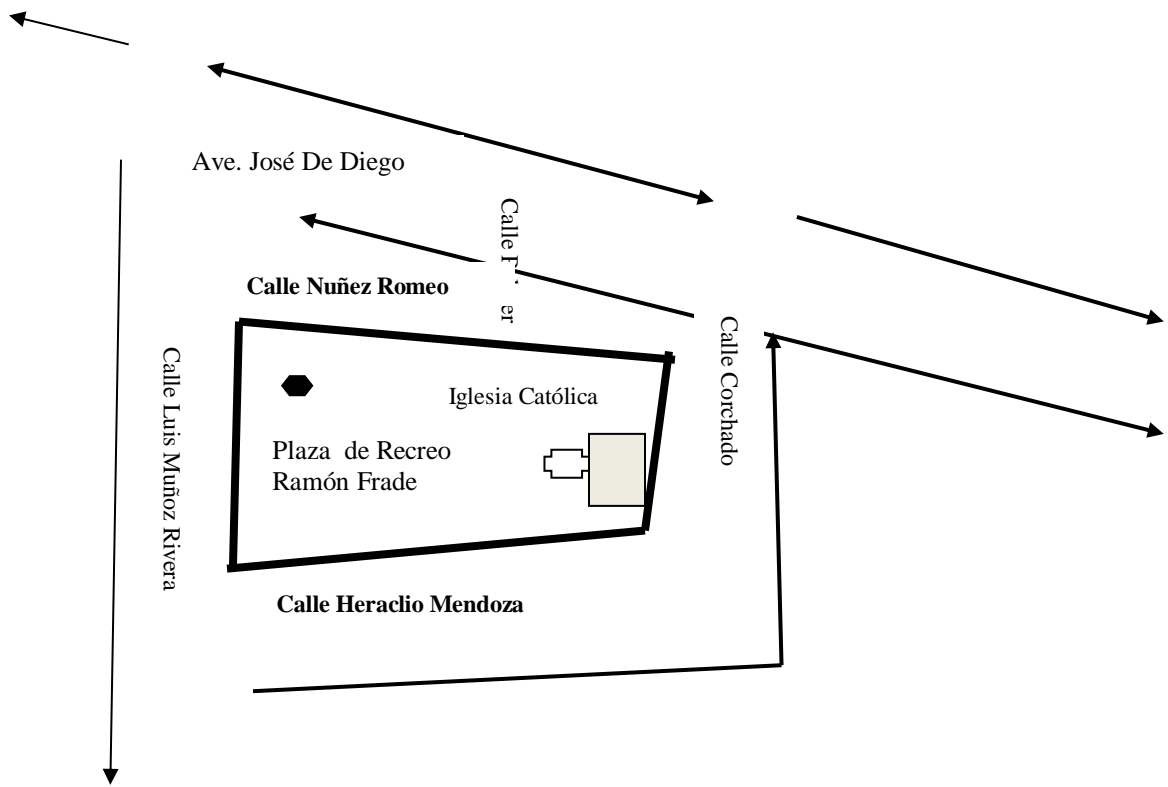 Ave. José De Diego
Calle
Calle Nuñez Romeo
Calle Luis Muñoz Rivera
Iglesia Católica
Calle Corchado
Plaza de Recreo
Ramón Frade
Calle Heraclio Mendoza